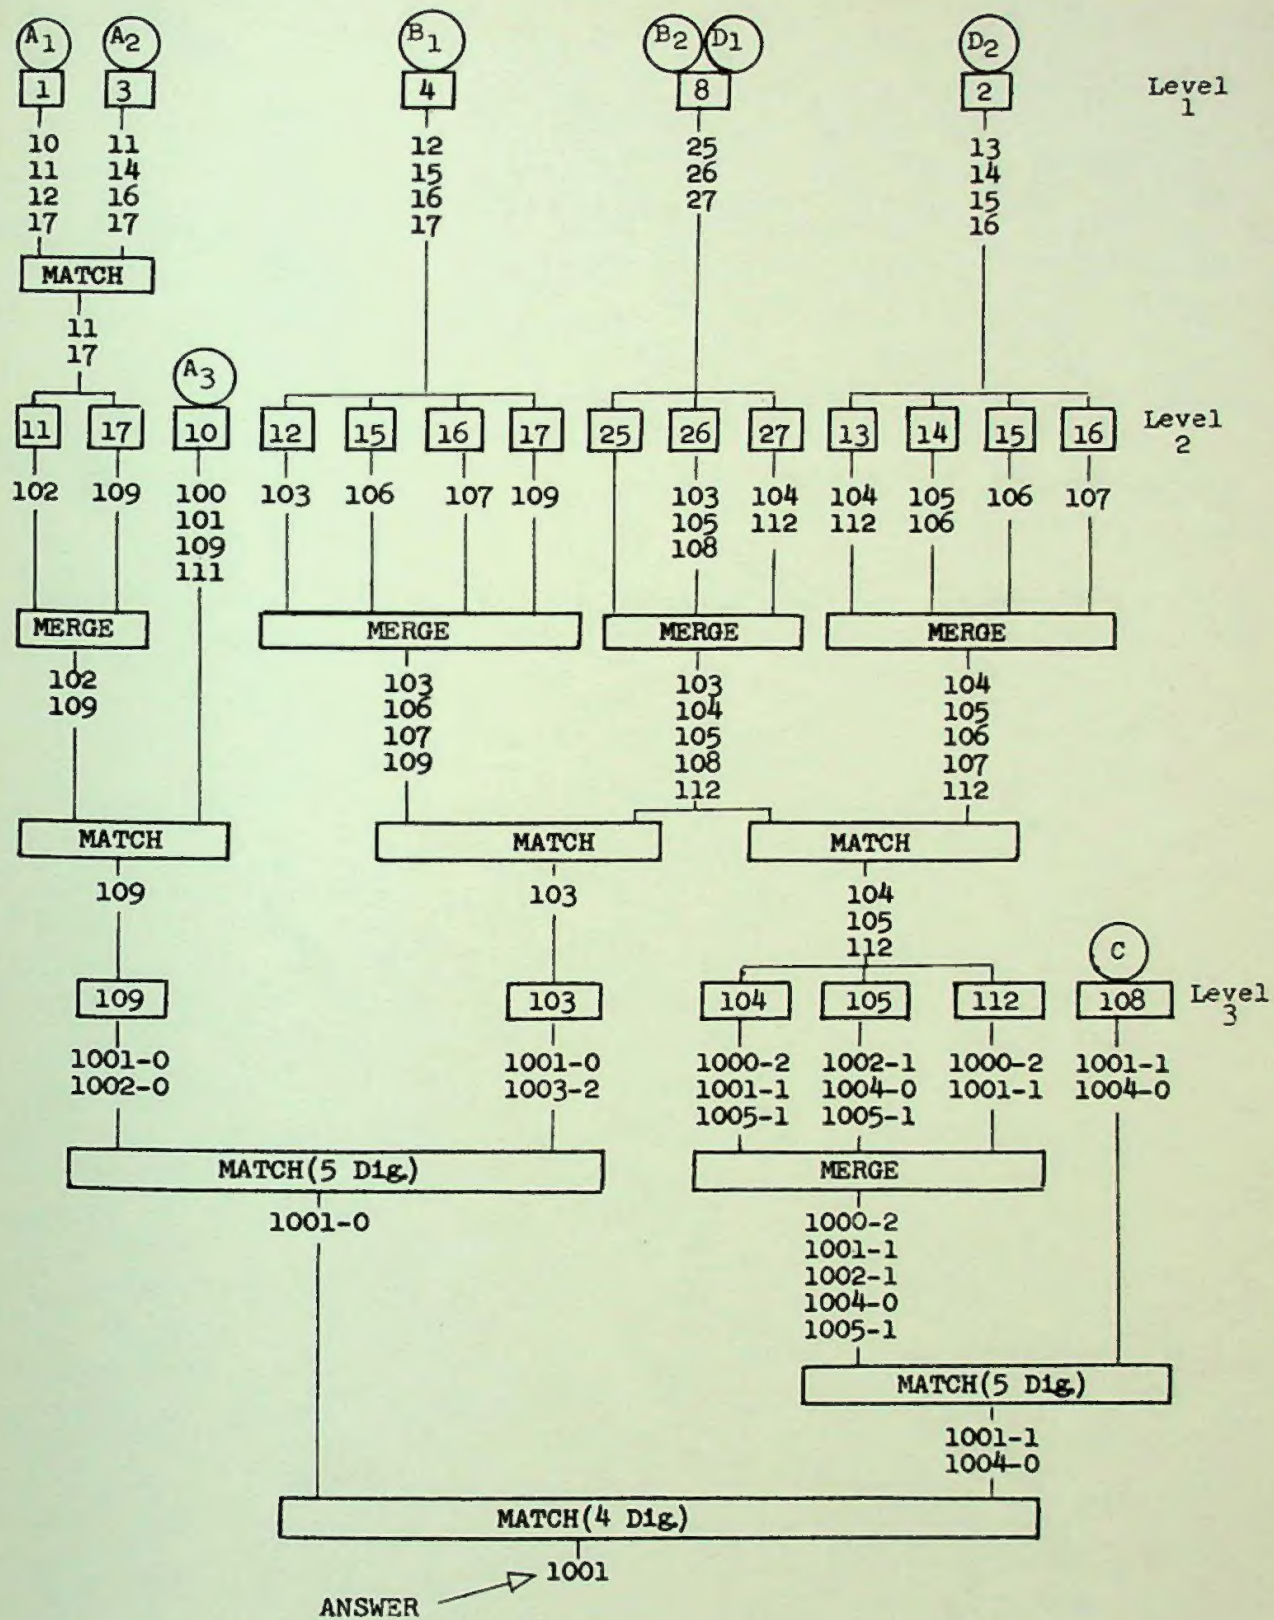 A1 A2 B1 B2 D1 D2
1 3 4 8 2 Level 1
10 11 12 25 13
11 14 15 26 14
12 16 16 27 15
17 17 17 16
MATCH
11
17
A3
11 17 10 12 15 16 17 25 26 27 13 14 15 16 Level 2
102 109 100 103 106 107 109 103 104 104 105 106 107
101 105 112 112 106
109 108
111
MERGE MERGE MERGE MERGE
102 103 103 104
109 106 104 105
107 105 106
109 108 107
112 112
MATCH MATCH MATCH
109 103 104
105
112
C
109 103 104 105 112 108 Level 3
1001-0 1001-0 1000-2 1002-1 1000-2 1001-1
1002-0 1003-2 1001-1 1004-0 1001-1 1004-0
1005-1 1005-1
MATCH(5 Dig.) MERGE
1001-0 1000-2
1001-1
1002-1
1004-0
1005-1
MATCH(5 Dig.)
1001-1
1004-0
MATCH(4 Dig.)
1001
ANSWER